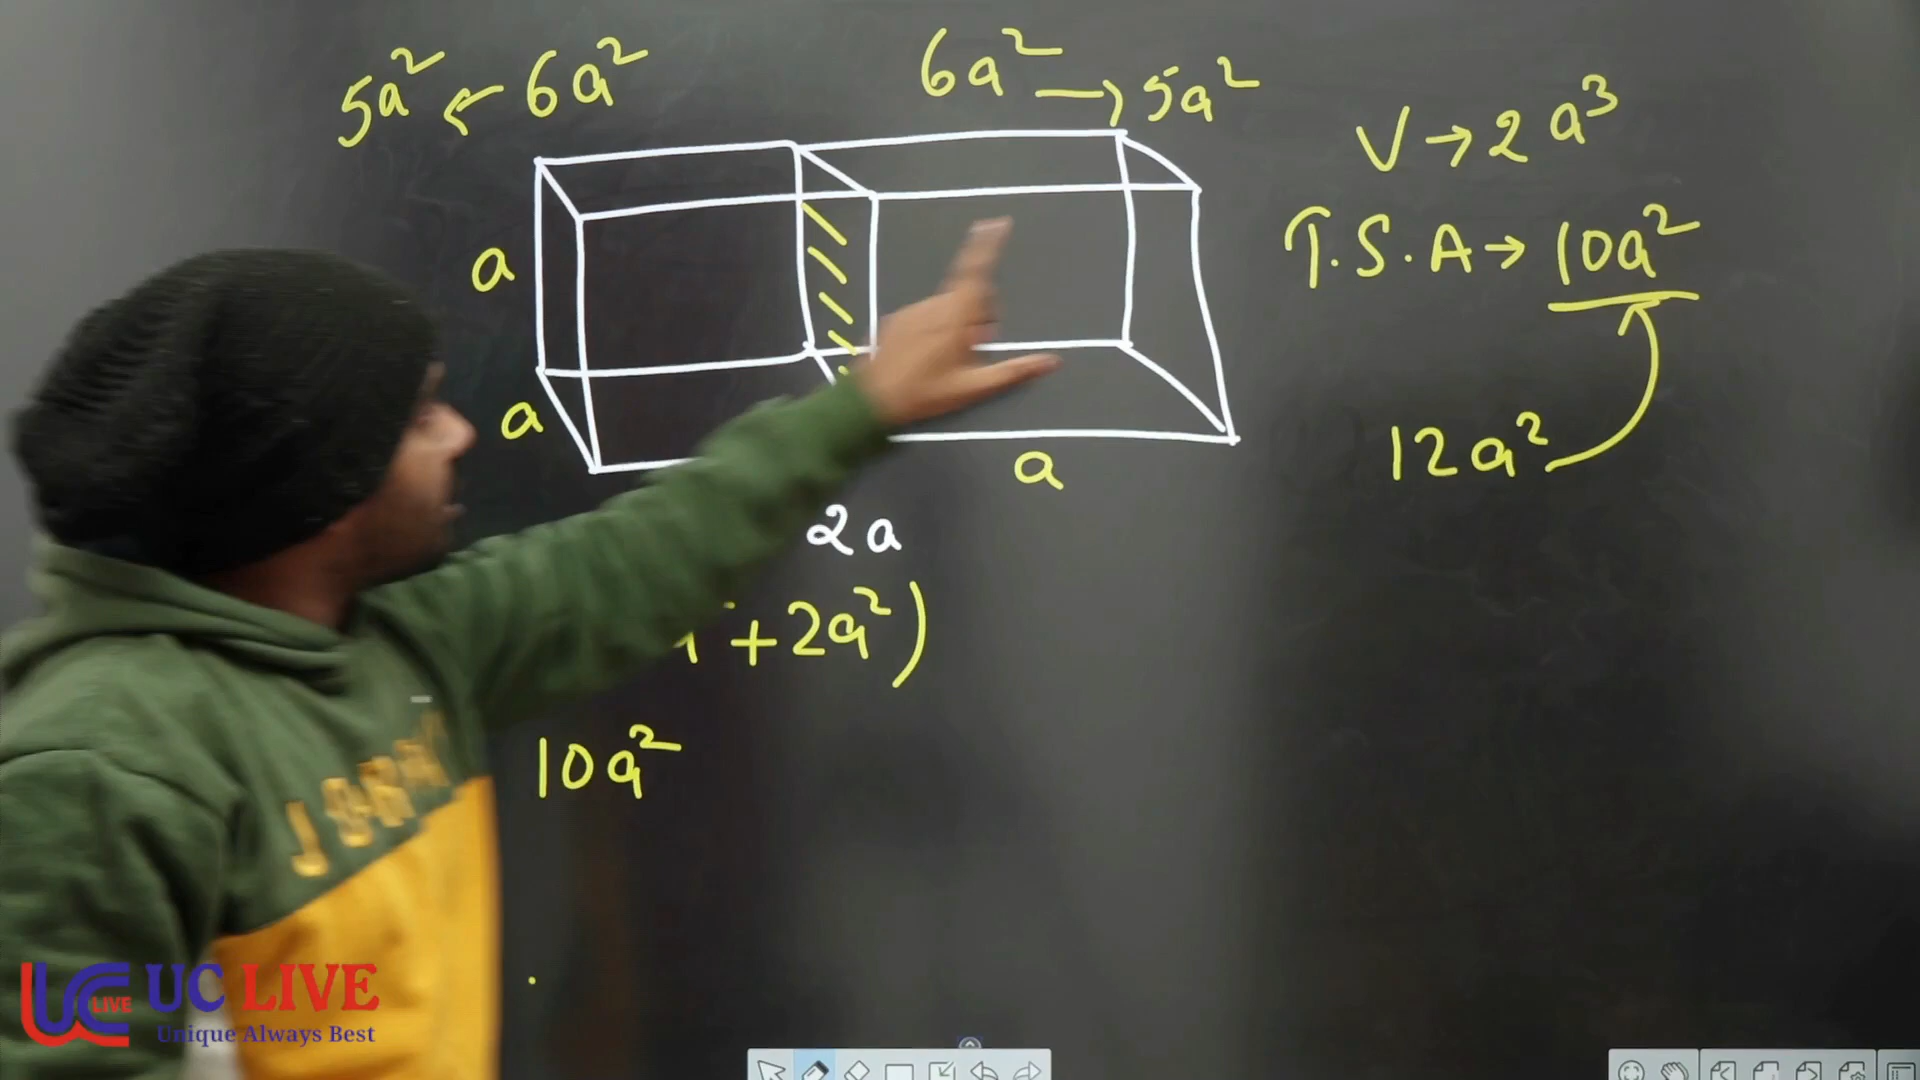 5a² ← 6a²
6a² → 5a²
V → 2a³
T.S.A → 10a²
a
a
12a²
a
2a
+ 2a²)
10a²
LIVE
UC LIVE
Unique Always Best